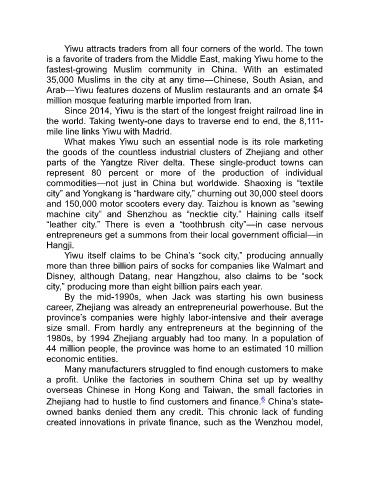 Yiwu attracts traders from all four corners of the world. The town
is a favorite of traders from the Middle East, making Yiwu home to the
fastest-growing Muslim community in China. With an estimated
35,000 Muslims in the city at any time—Chinese, South Asian, and
Arab—Yiwu features dozens of Muslim restaurants and an ornate $4
million mosque featuring marble imported from Iran.
Since 2014, Yiwu is the start of the longest freight railroad line in
the world. Taking twenty-one days to traverse end to end, the 8,111-
mile line links Yiwu with Madrid.
What makes Yiwu such an essential node is its role marketing
the goods of the countless industrial clusters of Zhejiang and other
parts of the Yangtze River delta. These single-product towns can
represent 80 percent or more of the production of individual
commodities—not just in China but worldwide. Shaoxing is “textile
city” and Yongkang is “hardware city,” churning out 30,000 steel doors
and 150,000 motor scooters every day. Taizhou is known as “sewing
machine city” and Shenzhou as “necktie city.” Haining calls itself
“leather city.” There is even a “toothbrush city”—in case nervous
entrepreneurs get a summons from their local government official—in
Hangji.
Yiwu itself claims to be China’s “sock city,” producing annually
more than three billion pairs of socks for companies like Walmart and
Disney, although Datang, near Hangzhou, also claims to be “sock
city,” producing more than eight billion pairs each year.
By the mid-1990s, when Jack was starting his own business
career, Zhejiang was already an entrepreneurial powerhouse. But the
province’s companies were highly labor-intensive and their average
size small. From hardly any entrepreneurs at the beginning of the
1980s, by 1994 Zhejiang arguably had too many. In a population of
44 million people, the province was home to an estimated 10 million
economic entities.
Many manufacturers struggled to find enough customers to make
a profit. Unlike the factories in southern China set up by wealthy
overseas Chinese in Hong Kong and Taiwan, the small factories in
Zhejiang had to hustle to find customers and finance.6 China’s state-
owned banks denied them any credit. This chronic lack of funding
created innovations in private finance, such as the Wenzhou model,